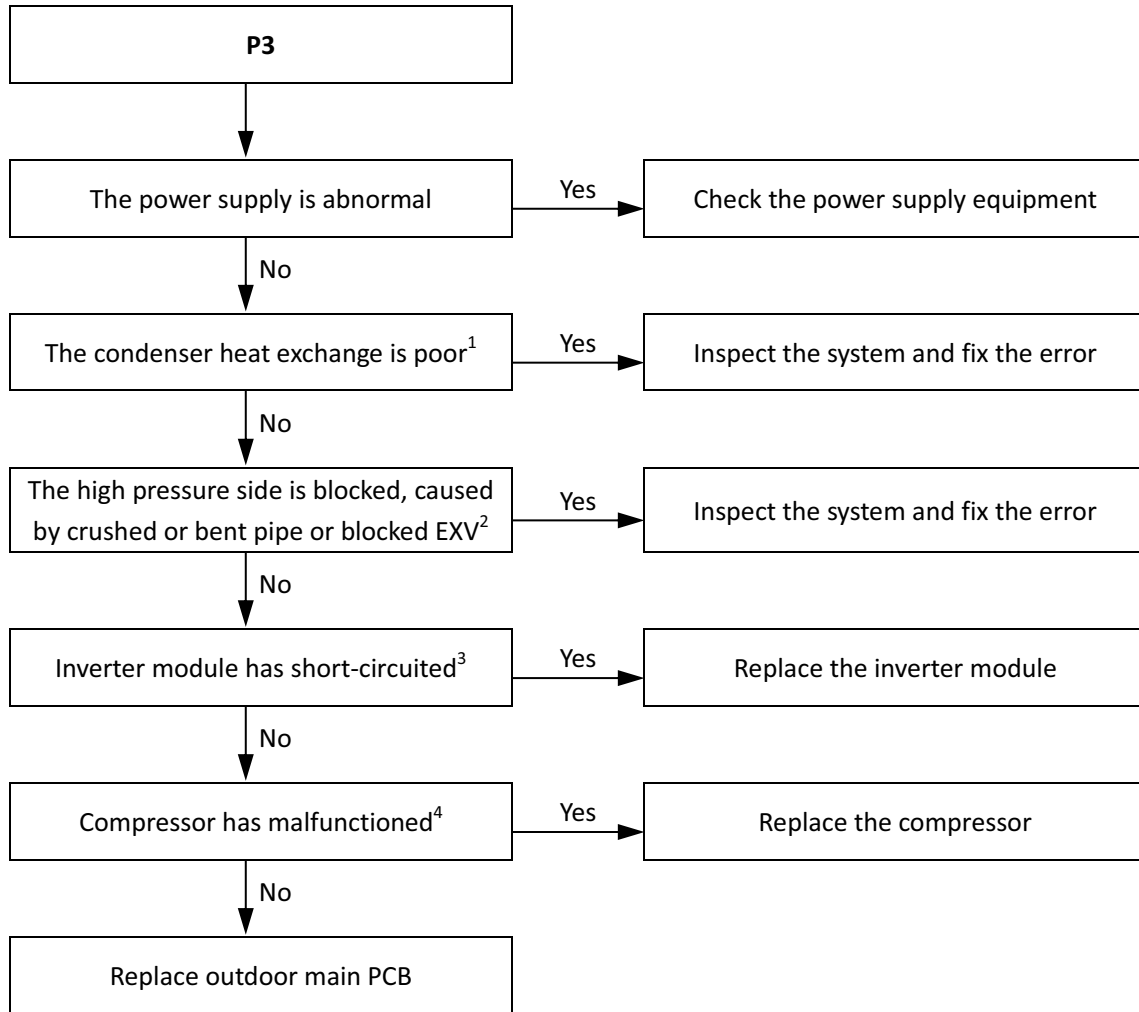 P3
The power supply is abnormal
Yes
Check the power supply equipment
No
The condenser heat exchange is poor¹
Yes
Inspect the system and fix the error
No
The high pressure side is blocked, caused
by crushed or bent pipe or blocked EXV²
Yes
Inspect the system and fix the error
No
Inverter module has short-circuited³
Yes
Replace the inverter module
No
Compressor has malfunctioned⁴
Yes
Replace the compressor
No
Replace outdoor main PCB